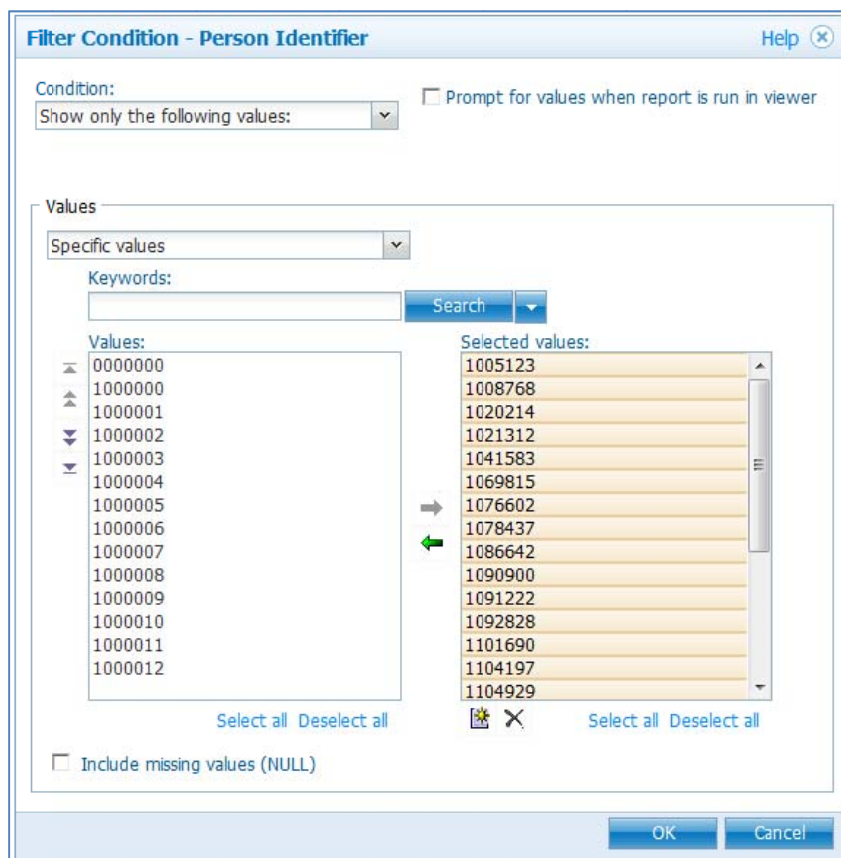 Filter Condition - Person Identifier
Help
Condition:
Show only the following values:
Prompt for values when report is run in viewer
Values
Specific values
Keywords:
Search
Values:
0000000
1000000
1000001
1000002
1000003
1000004
1000005
1000006
1000007
1000008
1000009
1000010
1000011
1000012
Select all Deselect all
Selected values:
1005123
1008768
1020214
1021312
1041583
1069815
1076602
1078437
1086642
1090900
1091222
1092828
1101690
1104197
1104929
Select all Deselect all
Include missing values (NULL)
OK
Cancel